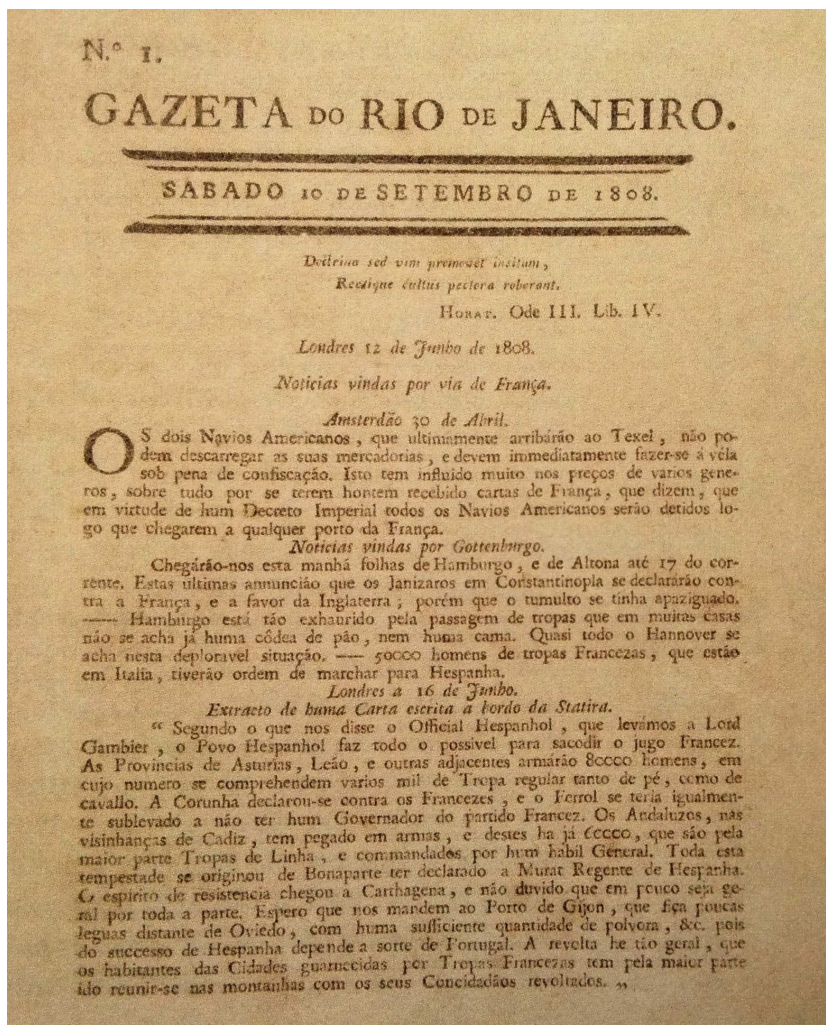 N.º 1.
GAZETA DO RIO DE JANEIRO.
SABADO 10 DE SETEMBRO DE 1808.
Doctrina sed vim promovet insitam,
Rectique cultus pectora roborant.
HORAT. Ode III. Lib. IV.
Londres 12 de Junho de 1808.
Noticias vindas por via de França.
Amsterdão 30 de Abril.
OS dois Navios Americanos, que ultimamente arribárão ao Texel, não po-
dem descarregar as suas mercadorias, e devem immediatamente fazer-se á véla
sob pena de confiscação. Isto tem influido muito nos preços de varios gene-
ros, sobre tudo por se terem hontem recebido cartas de França, que dizem, que
em virtude de hum Decreto Imperial todos os Navios Americanos serão detidos lo-
go que chegarem a qualquer porto da França.
Noticias vindas por Gottenburgo.
Chegárão-nos esta manhã folhas de Hamburgo, e de Altona até 17 do cor-
rente. Estas ultimas annuncião que os Janizaros em Constantinopla se declarárão con-
tra a França, e a favor da Inglaterra; porém que o tumulto se tinha apaziguado.
—— Hamburgo está tão exhaurido pela passagem de tropas que em muitas casas
não se acha já huma côdea de pão, nem huma cama. Quasi todo o Hannover se
acha nesta deploravel situação. —— 50000 homens de tropas Francezas, que estão
em Italia, tiverão ordem de marchar para Hespanha.
Londres a 16 de Junho.
Extracto de huma Carta escrita a bordo da Statira.
“ Segundo o que nos disse o Official Hespanhol, que levámos a Lord
Gambier, o Povo Hespanhol faz todo o possivel para sacodir o jugo Francez.
As Provincias de Asturias, Leão, e outras adjacentes armárão 80000 homens, em
cujo numero se comprehendem varios mil de Tropa regular tanto de pé, como de
cavallo. A Corunha declarou-se contra os Francezes, e o Ferrol se teria igualmen-
te sublevado a não ter hum Governador do partido Francez. Os Andaluzes, nas
visinhanças de Cadiz, tem pegado em armas, e destes ha já 60000, que são pela
maior parte Tropas de Linha, e commandados por hum habil General. Toda esta
tempestade se originou de Bonaparte ter declarado a Murat Regente de Hespanha.
O espirito de resistencia chegou a Carthagena, e não duvido que em pouco seja ge-
ral por toda a parte. Espero que nos mandem ao Porto de Gijon, que fica poucas
leguas distante de Oviedo, com huma sufficiente quantidade de polvora, &c. pois
do successo de Hespanha depende a sorte de Portugal. A revolta he tão geral, que
os habitantes das Cidades guarnecidas por Tropas Francezas tem pela maior parte
ido reunir-se nas montanhas com os seus Concidadãos revoltados. „